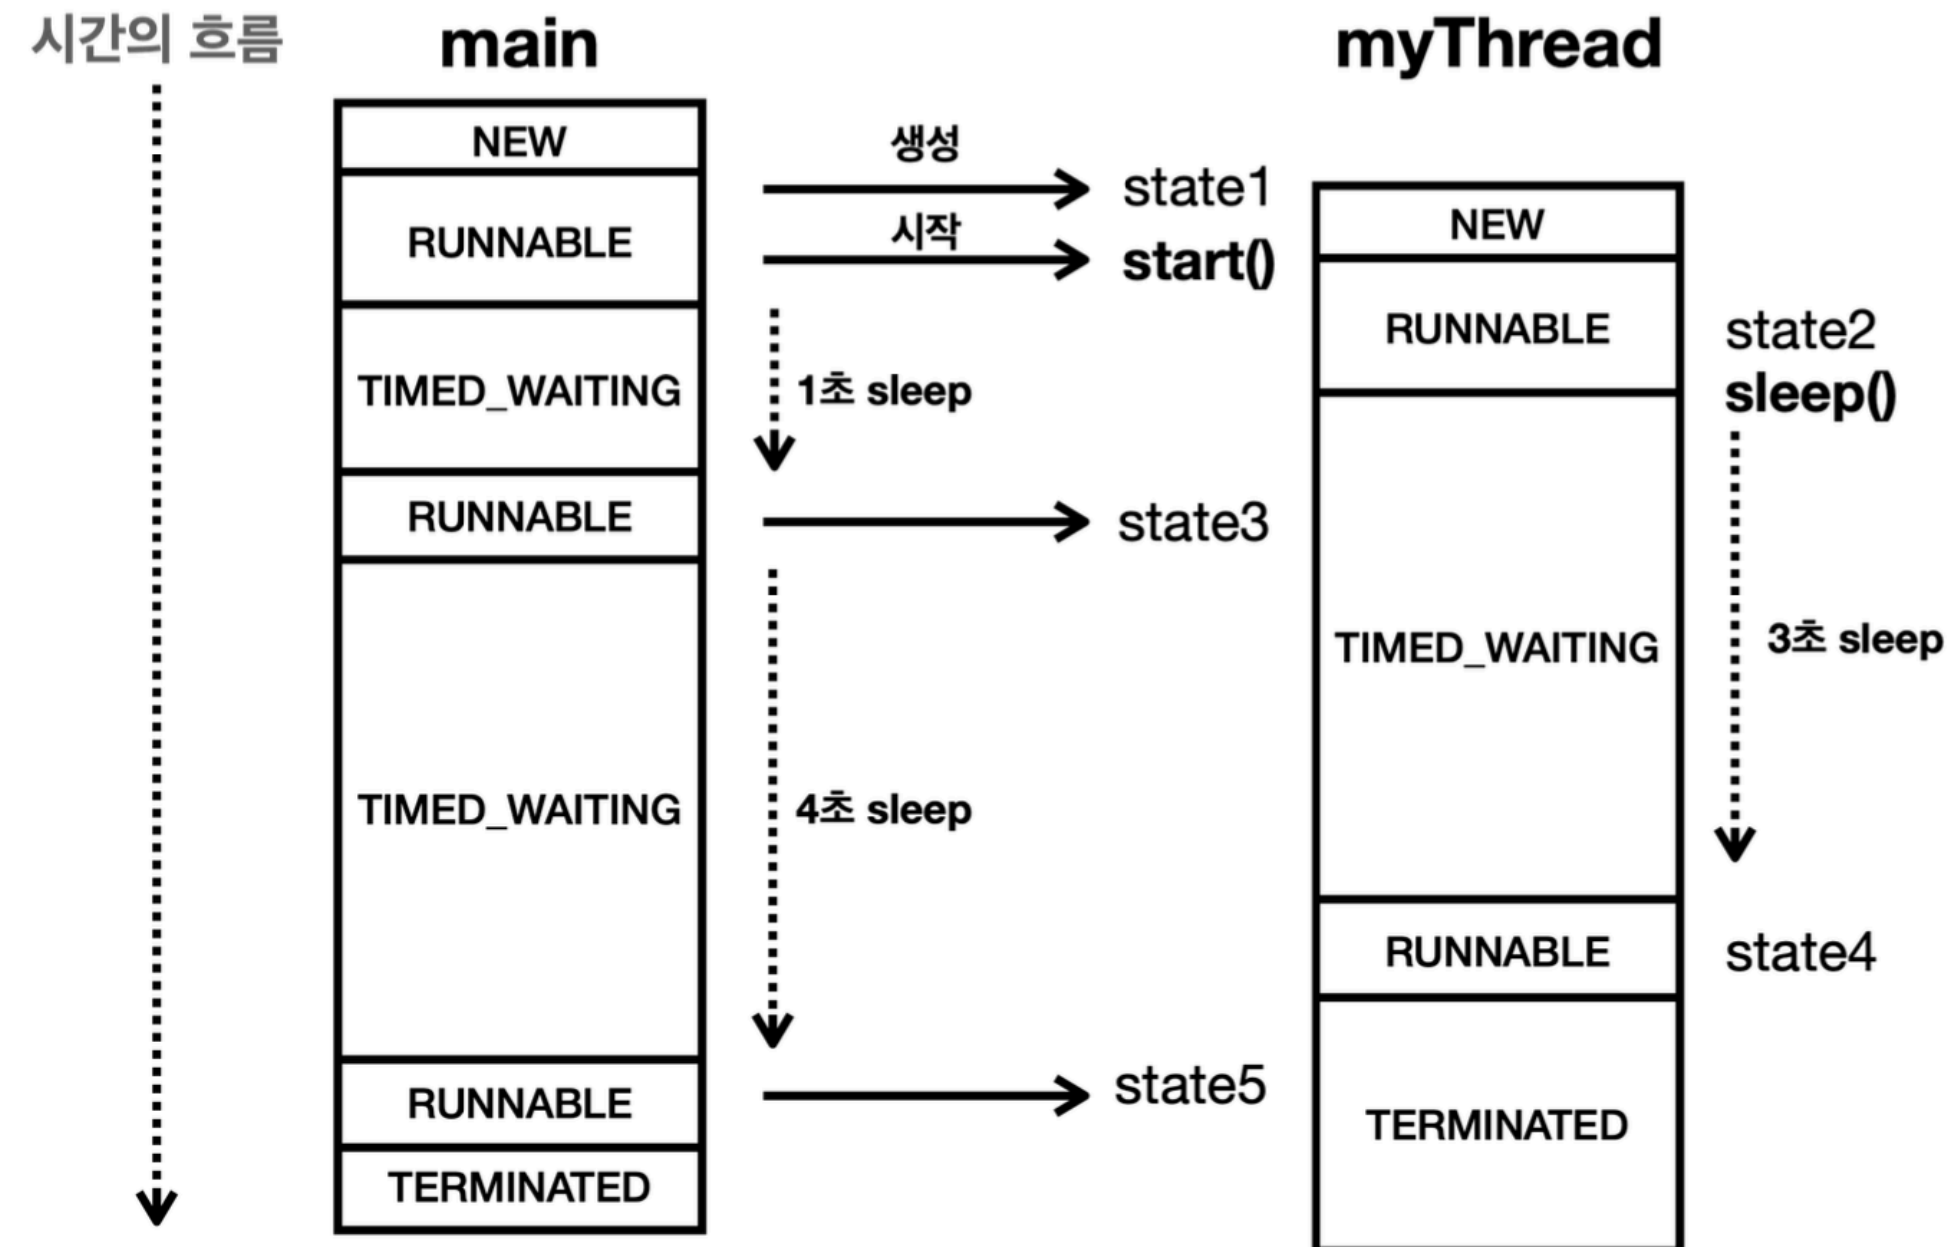 시간의 흐름
main
myThread
NEW
생성
state1
NEW
RUNNABLE
시작
start()
RUNNABLE
state2
TIMED_WAITING
1초 sleep
sleep()
RUNNABLE
state3
TIMED_WAITING
3초 sleep
TIMED_WAITING
4초 sleep
RUNNABLE
state4
RUNNABLE
state5
TERMINATED
TERMINATED